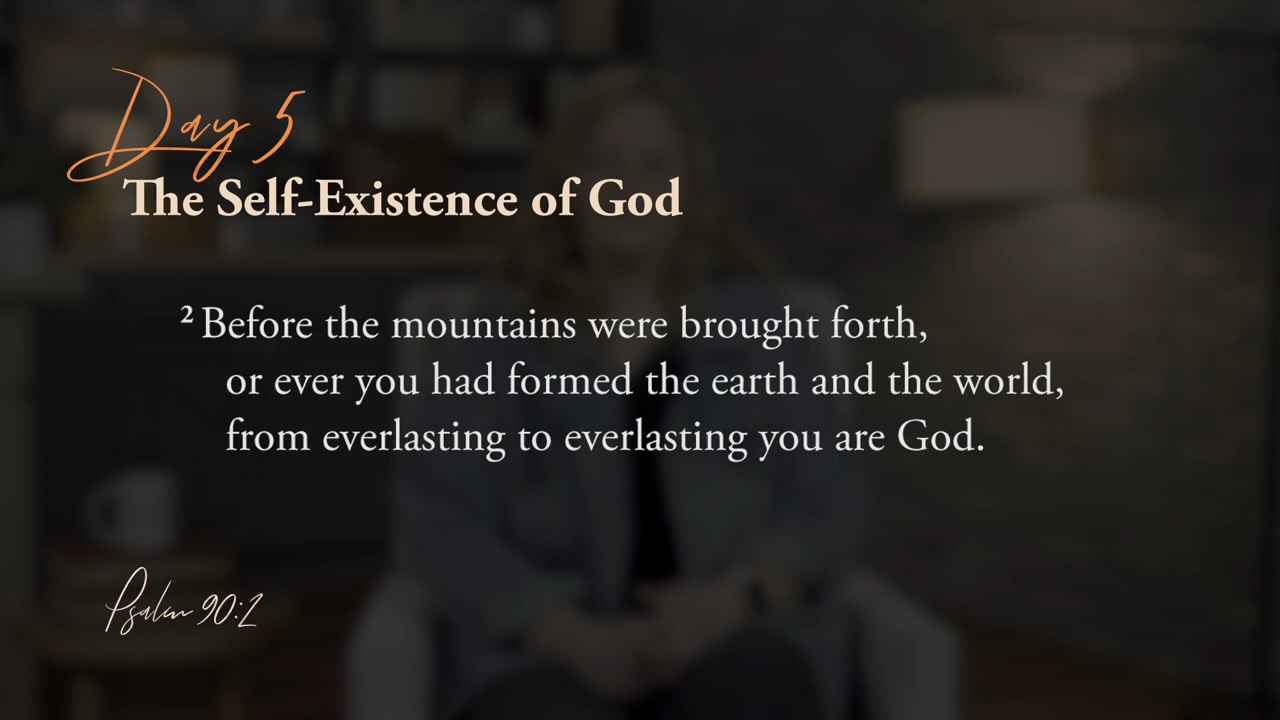 Day 5
The Self-Existence of God
² Before the mountains were brought forth,
or ever you had formed the earth and the world,
from everlasting to everlasting you are God.
Psalm 90:2